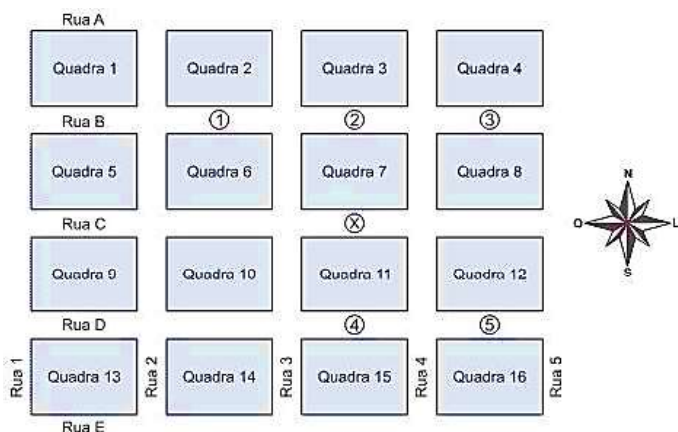 Rua A
Quadra 1 Quadra 2 Quadra 3 Quadra 4
Rua B 1 2 3
Quadra 5 Quadra 6 Quadra 7 Quadra 8
N
O L
S
Rua C X
Quadra 9 Quadra 10 Quadra 11 Quadra 12
Rua D 4 5
Rua 1 Quadra 13 Rua 2 Quadra 14 Rua 3 Quadra 15 Rua 4 Quadra 16 Rua 5
Rua E